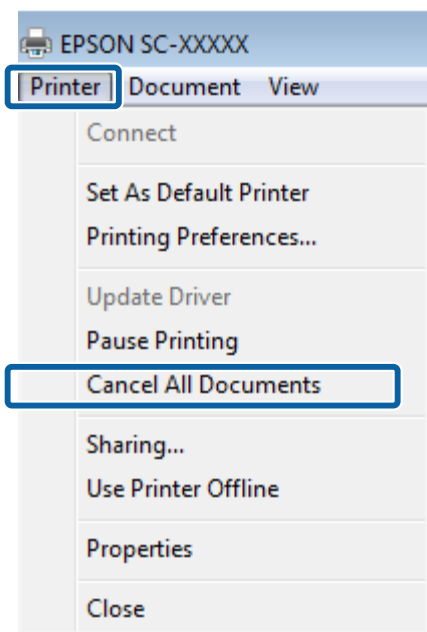 EPSON SC-XXXXX
Printer Document View
Connect
Set As Default Printer
Printing Preferences...
Update Driver
Pause Printing
Cancel All Documents
Sharing...
Use Printer Offline
Properties
Close